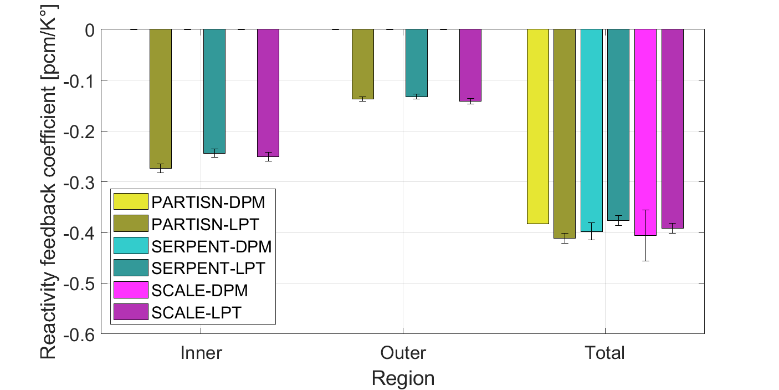 Reactivity feedback coefficient [pcm/K°]
0
-0.1
-0.2
-0.3
-0.4
-0.5
-0.6
PARTISN-DPM
PARTISN-LPT
SERPENT-DPM
SERPENT-LPT
SCALE-DPM
SCALE-LPT
Inner
Outer
Total
Region